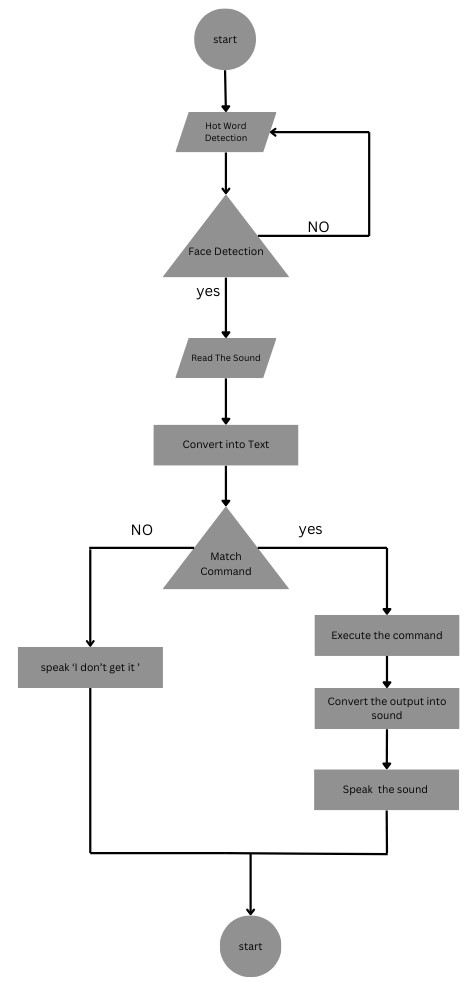 start
Hot Word
Detection
NO
Face Detection
yes
Read The Sound
Convert into Text
NO
yes
Match
Command
Execute the command
speak ‘I don’t get it ’
Convert the output into
sound
Speak the sound
start